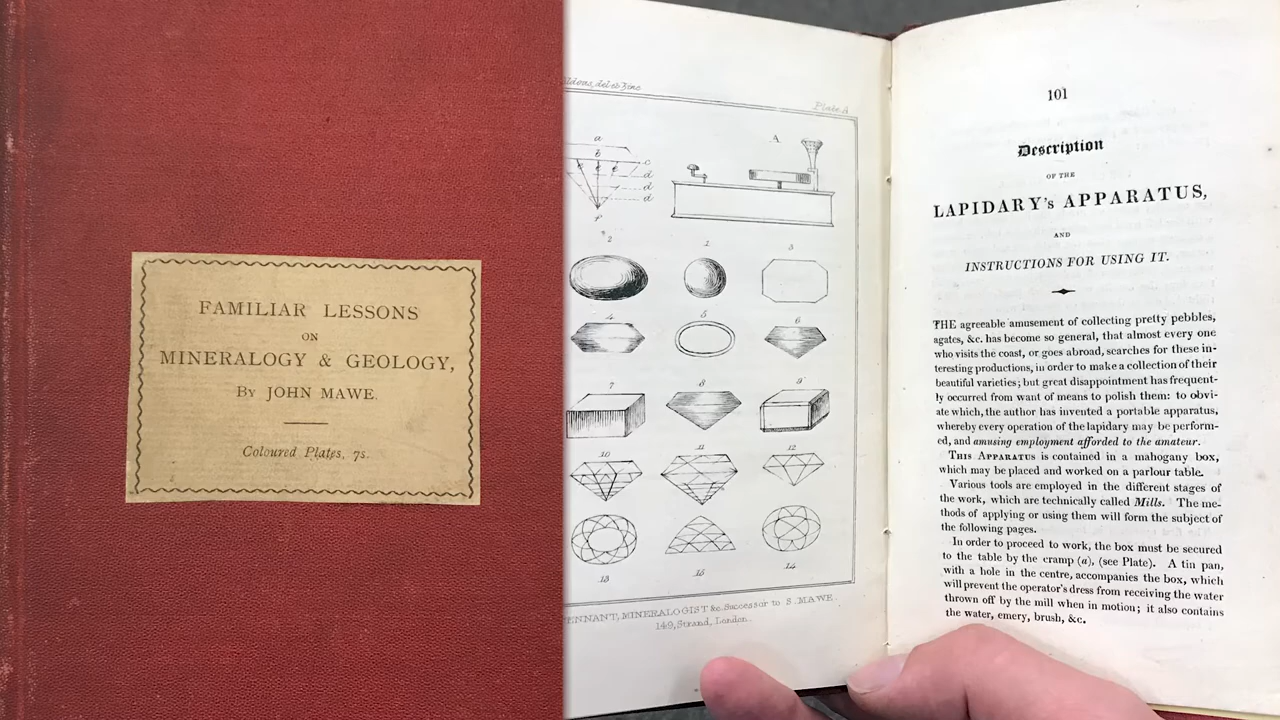 FAMILIAR LESSONS
ON
MINERALOGY & GEOLOGY,
By JOHN MAWE.
Coloured Plates, 7s.
del et Sinc
Plate A
a
b
c
d
d
d
A
2
1
3
4
5
6
7
8
9
10
11
12
13
15
14
TENNANT, MINERALOGIST &c. Successor to S. MAWE.
149, Strand, London.
101
Description
OF THE
LAPIDARY's APPARATUS,
AND
INSTRUCTIONS FOR USING IT.
THE agreeable amusement of collecting pretty pebbles,
agates, &c. has become so general, that almost every one
who visits the coast, or goes abroad, searches for these in-
teresting productions, in order to make a collection of their
beautiful varieties; but great disappointment has frequent-
ly occurred from want of means to polish them: to obvi-
ate which, the author has invented a portable apparatus,
whereby every operation of the lapidary may be perform-
ed, and amusing employment afforded to the amateur.
This Apparatus is contained in a mahogany box,
which may be placed and worked on a parlour table.
Various tools are employed in the different stages of
the work, which are technically called Mills. The me-
thods of applying or using them will form the subject of
the following pages.
In order to proceed to work, the box must be secured
to the table by the cramp (a), (see Plate). A tin pan,
with a hole in the centre, accompanies the box, which
will prevent the operator's dress from receiving the water
thrown off by the mill when in motion; it also contains
the water, emery, brush, &c.